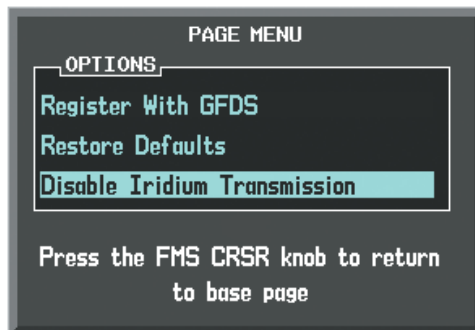 PAGE MENU
OPTIONS
Register With GFDS
Restore Defaults
Disable Iridium Transmission
Press the FMS CRSR knob to return
to base page